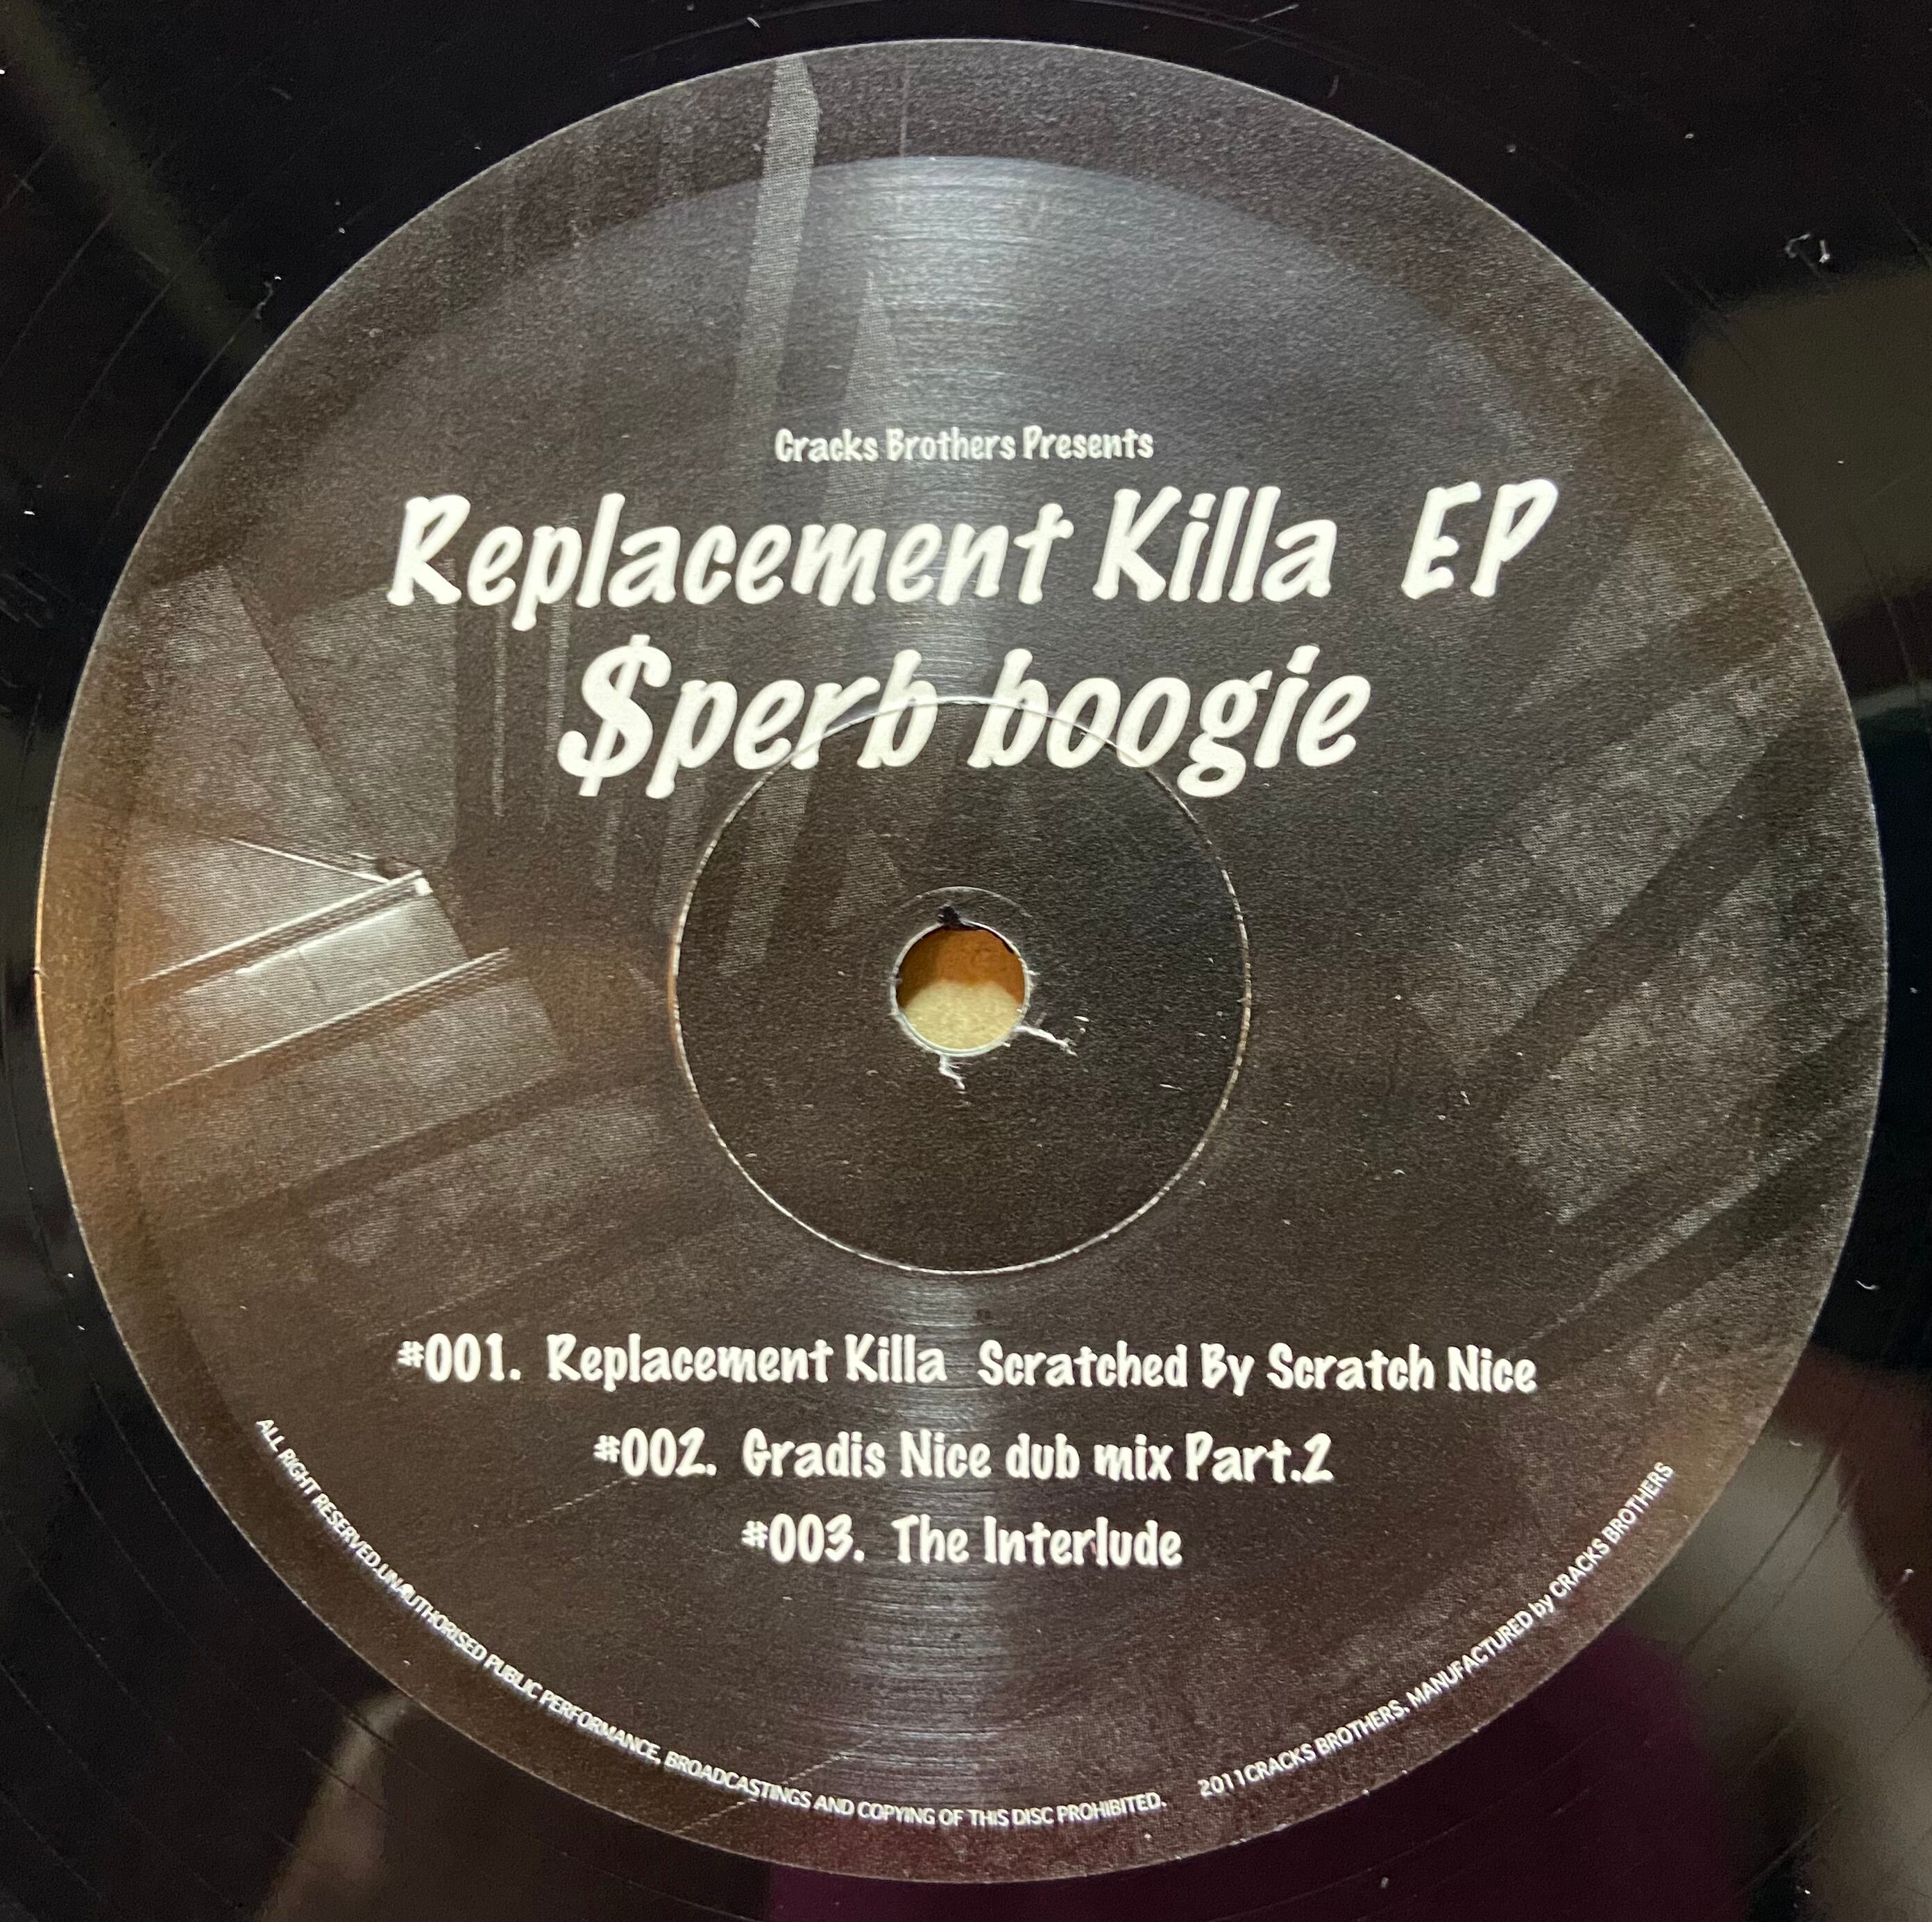 Cracks Brothers Presents
Replacement Killa EP
$perb boogie
#001. Replacement Killa Scratched By Scratch Nice
#002. Gradis Nice dub mix Part.2
#003. The Interlude
ALL RIGHT RESERVED.UNAUTHORISED PUBLIC PERFORMANCE, BROADCASTINGS AND COPYING OF THIS DISC PROHIBITED. 2011CRACKS BROTHERS. MANUFACTURED by CRACKS BROTHERS